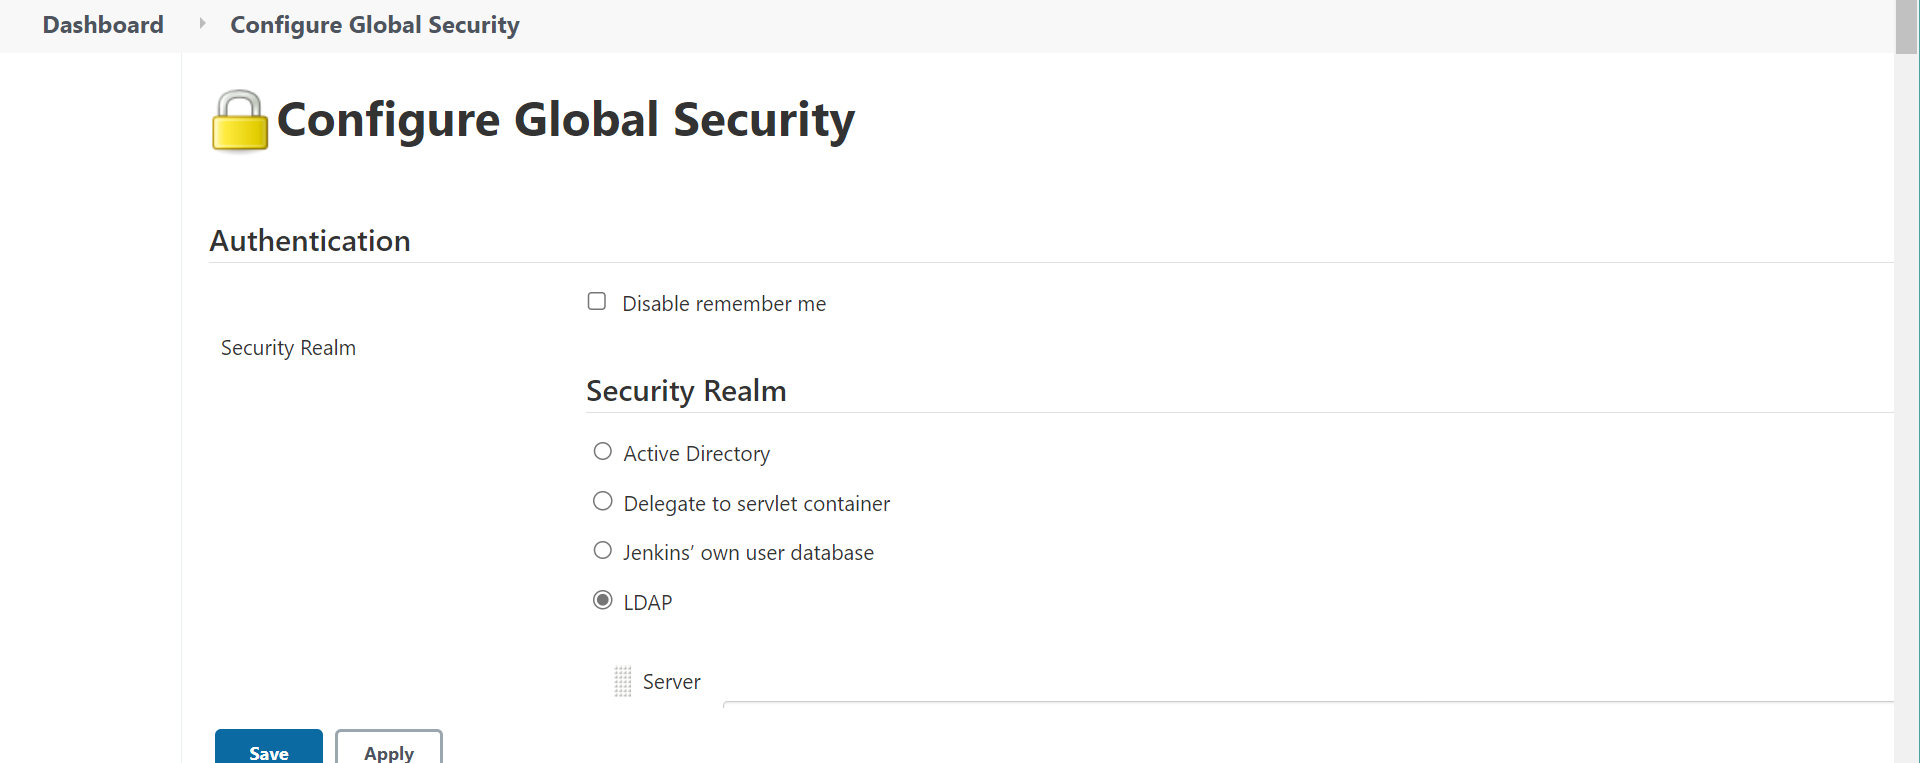 Dashboard Configure Global Security
Configure Global Security
Authentication
Disable remember me
Security Realm
Security Realm
Active Directory
Delegate to servlet container
Jenkins’ own user database
LDAP
Server
Save Apply